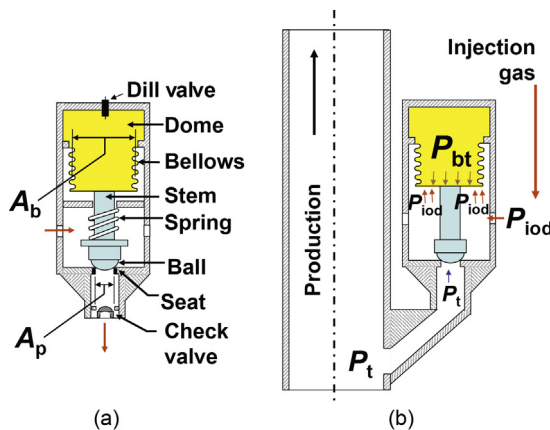 Dill valve
Dome
Bellows
Ab
Stem
Spring
Ball
Seat
Ap
Check
valve
(a)
Injection
gas
Pbt
Piod
Piod
Piod
Production
Pt
Pt
(b)